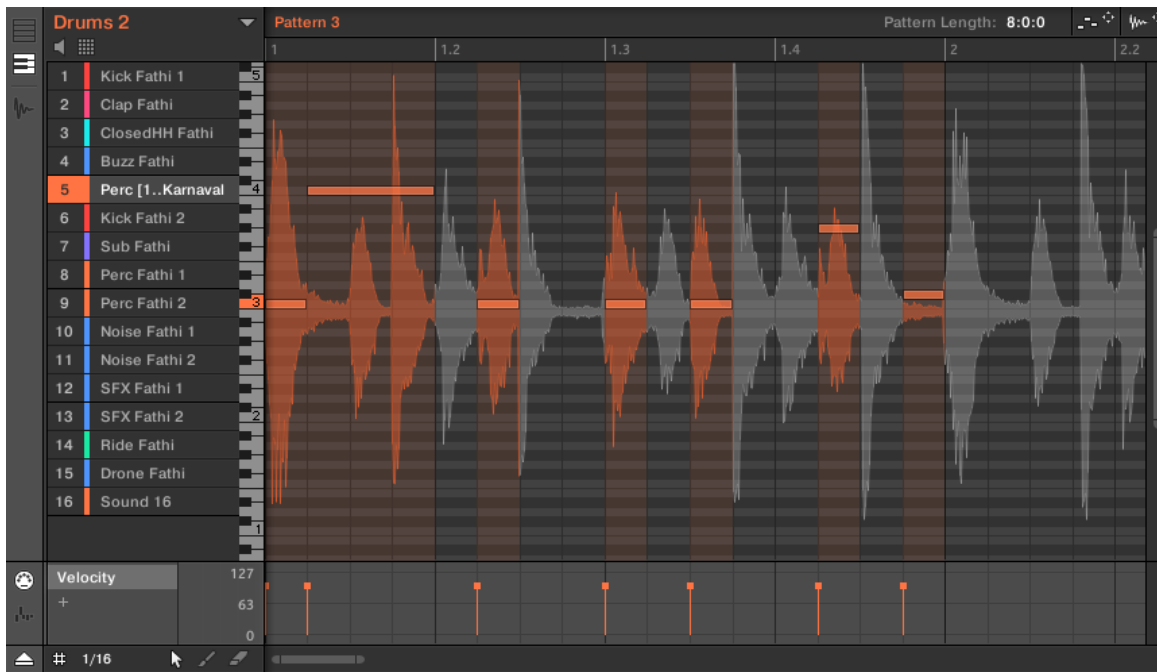 Drums 2
Pattern 3
Pattern Length: 8:0:0
1 1.2 1.3 1.4 2 2.2
1 Kick Fathi 1
2 Clap Fathi
3 ClosedHH Fathi
4 Buzz Fathi
5 Perc [1..Karnaval
6 Kick Fathi 2
7 Sub Fathi
8 Perc Fathi 1
9 Perc Fathi 2
10 Noise Fathi 1
11 Noise Fathi 2
12 SFX Fathi 1
13 SFX Fathi 2
14 Ride Fathi
15 Drone Fathi
16 Sound 16
5
4
3
2
1
Velocity
+
127
63
0
1/16